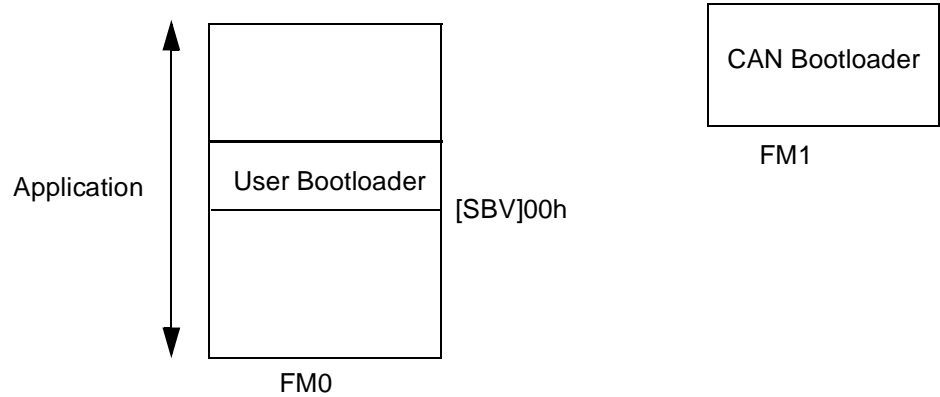 CAN Bootloader
FM1
Application
User Bootloader
[SBV]00h
FM0